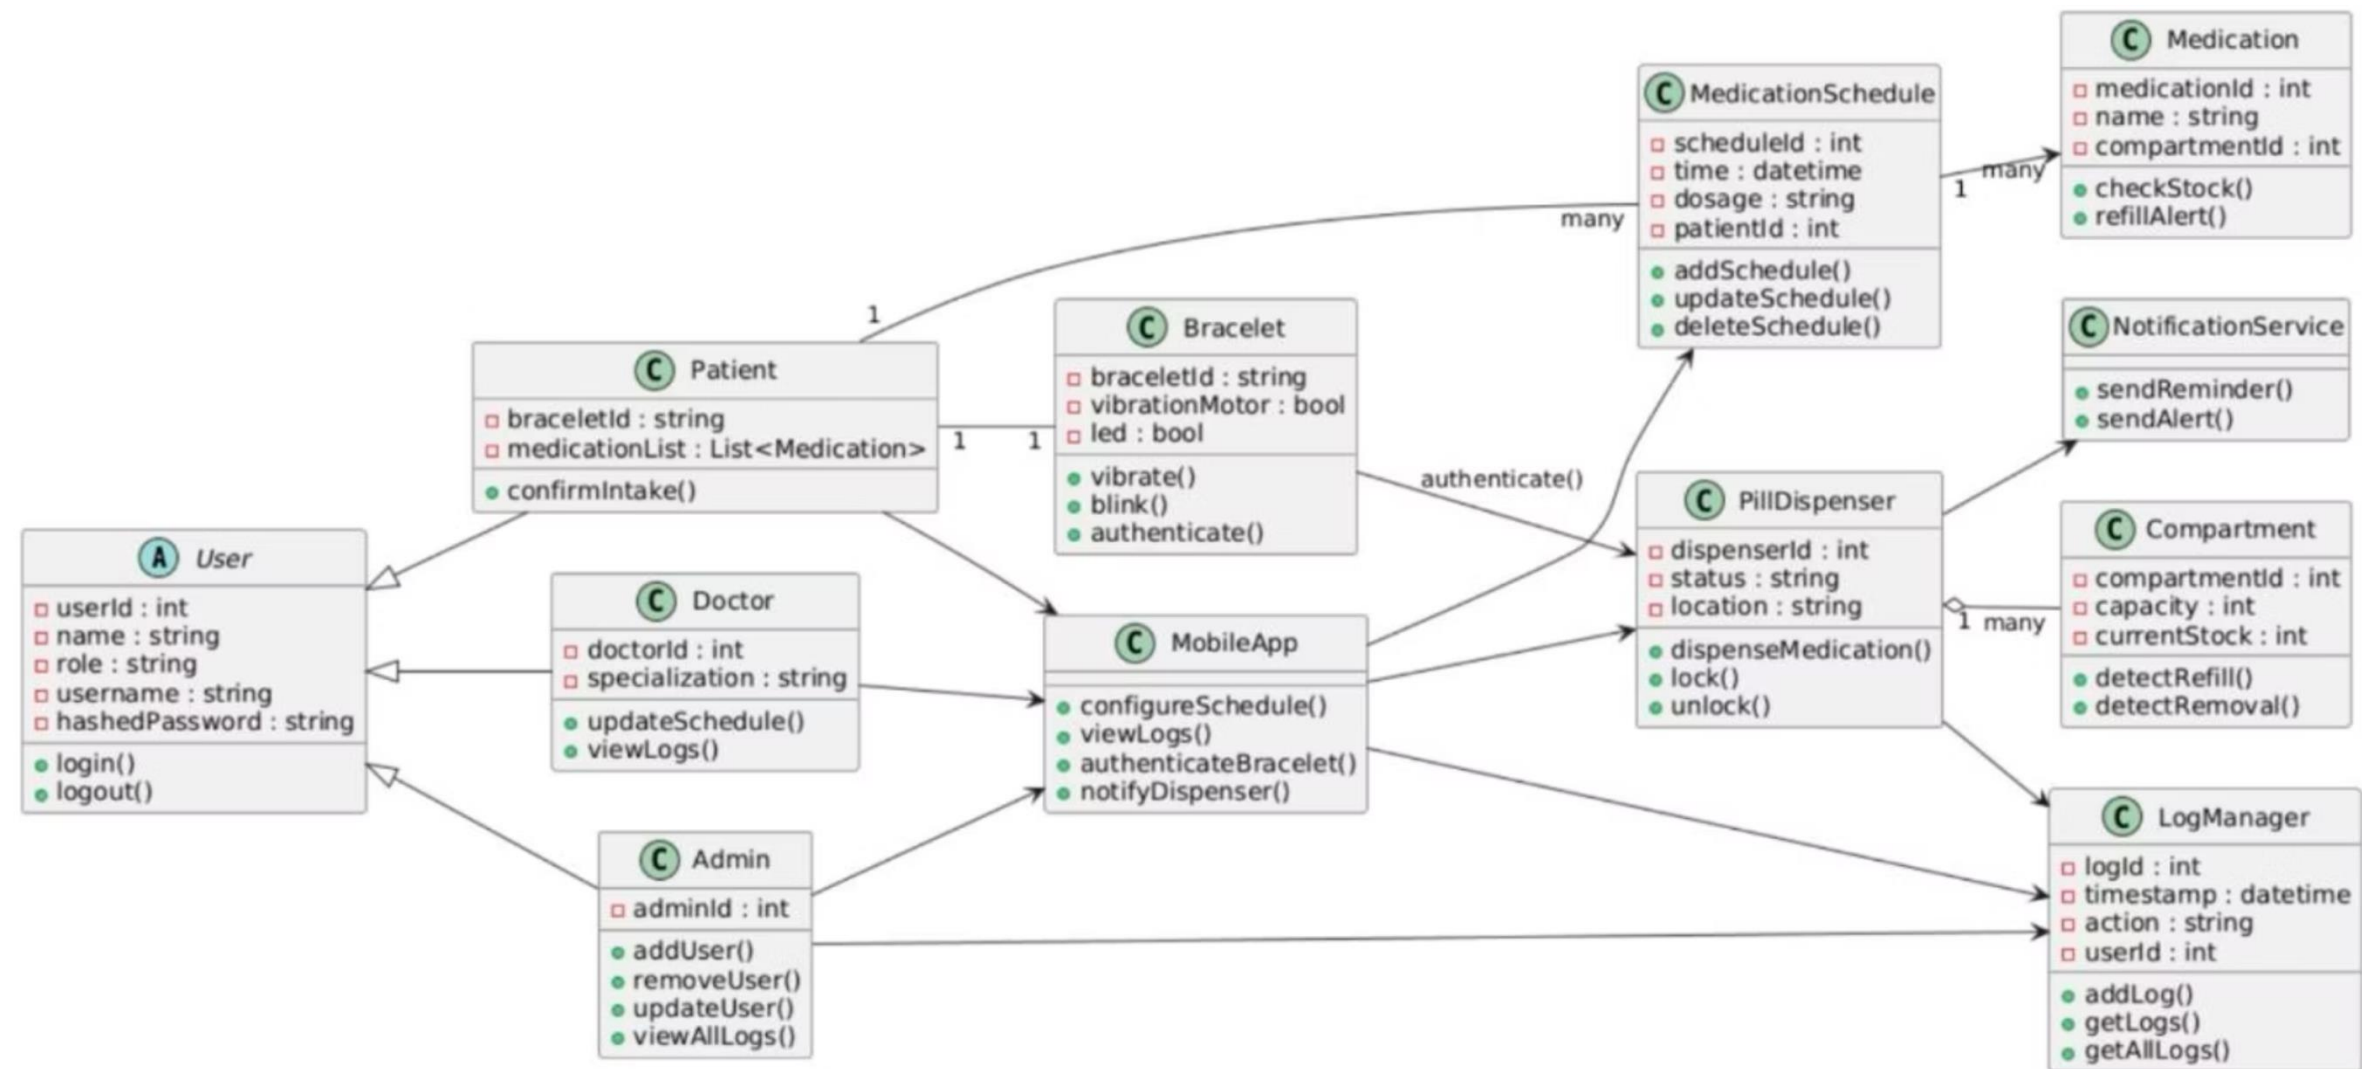 C Medication
medicationId : int
name : string
compartmentId : int
checkStock()
refillAlert()
C MedicationSchedule
scheduleId : int
time : datetime
dosage : string
patientId : int
addSchedule()
updateSchedule()
deleteSchedule()
1
many
many
1
C Bracelet
braceletId : string
vibrationMotor : bool
led : bool
vibrate()
blink()
authenticate()
C NotificationService
sendReminder()
sendAlert()
C Patient
braceletId : string
medicationList : List<Medication>
confirmIntake()
1
1
authenticate()
C PillDispenser
dispenserId : int
status : string
location : string
dispenseMedication()
lock()
unlock()
1
many
C Compartment
compartmentId : int
capacity : int
currentStock : int
detectRefill()
detectRemoval()
A User
userId : int
name : string
role : string
username : string
hashedPassword : string
login()
logout()
C Doctor
doctorId : int
specialization : string
updateSchedule()
viewLogs()
C MobileApp
configureSchedule()
viewLogs()
authenticateBracelet()
notifyDispenser()
C Admin
adminId : int
addUser()
removeUser()
updateUser()
viewAllLogs()
C LogManager
logId : int
timestamp : datetime
action : string
userId : int
addLog()
getLogs()
getAllLogs()